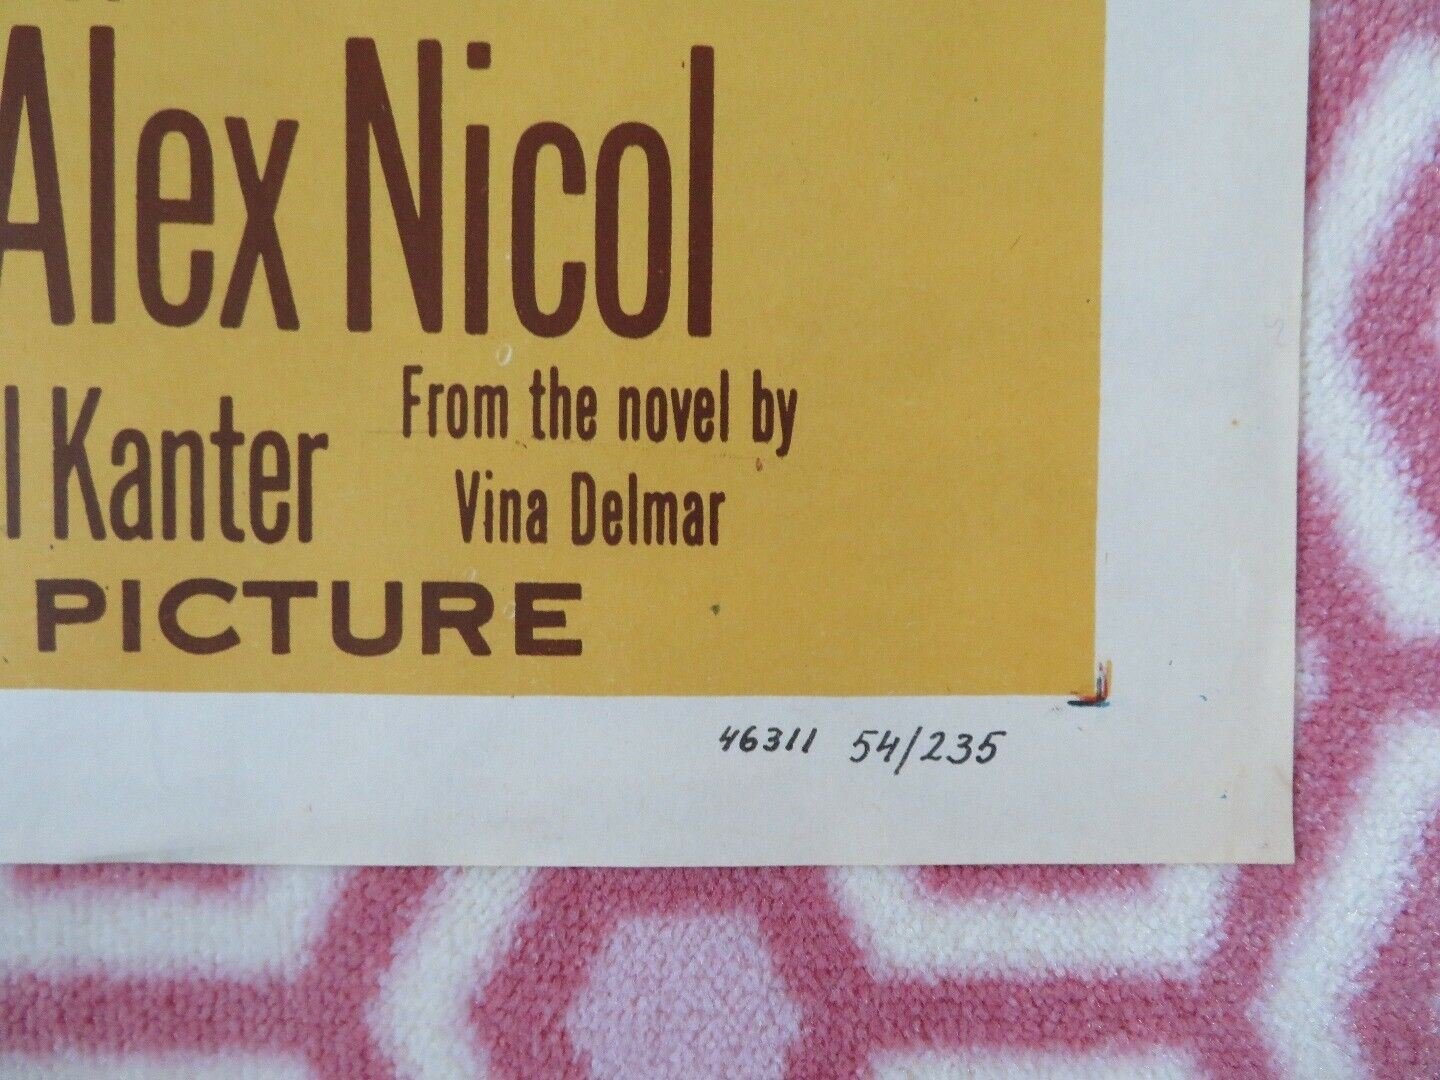 Alex Nicol
From the novel by
l Kanter
Vina Delmar
PICTURE
46311 54/235